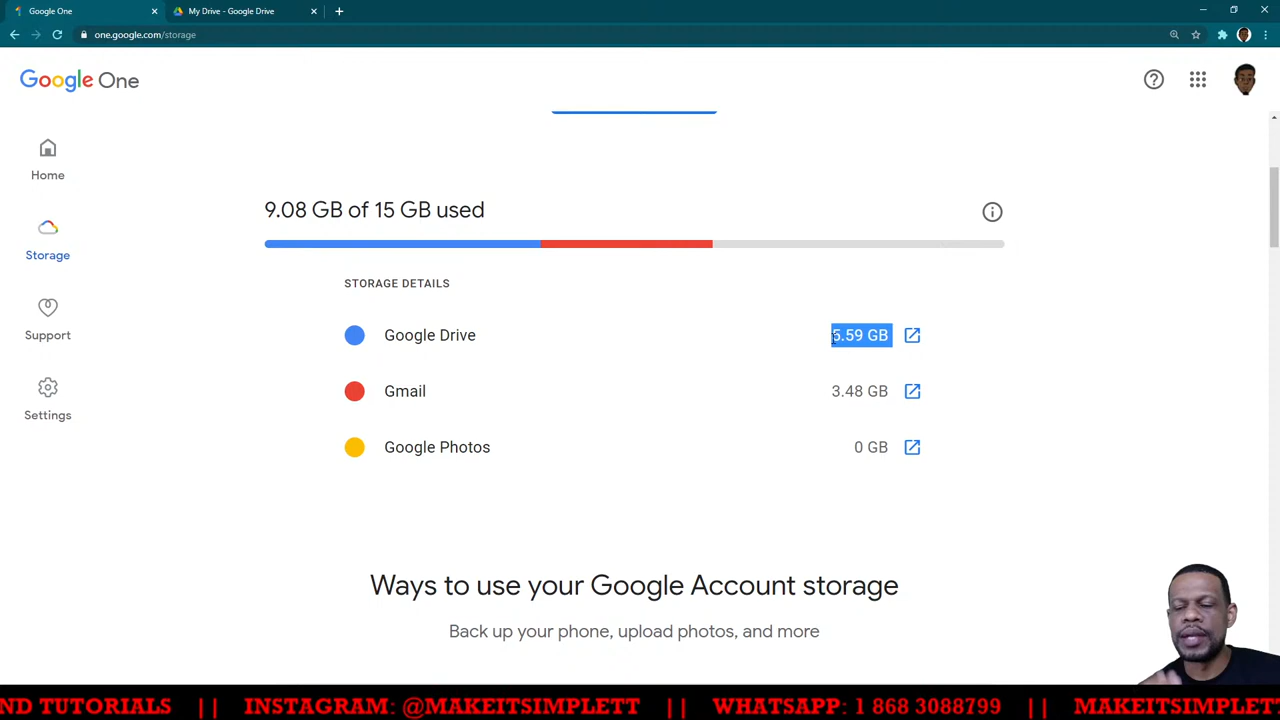 Google One
My Drive - Google Drive
one.google.com/storage
Google One
Home
Storage
Support
Settings
9.08 GB of 15 GB used
STORAGE DETAILS
Google Drive 5.59 GB
Gmail 3.48 GB
Google Photos 0 GB
Ways to use your Google Account storage
Back up your phone, upload photos, and more
ND TUTORIALS || INSTAGRAM: @MAKEITSIMPLETT || WHATSAPP: 1 868 3088799 || MAKEITSIMPLET